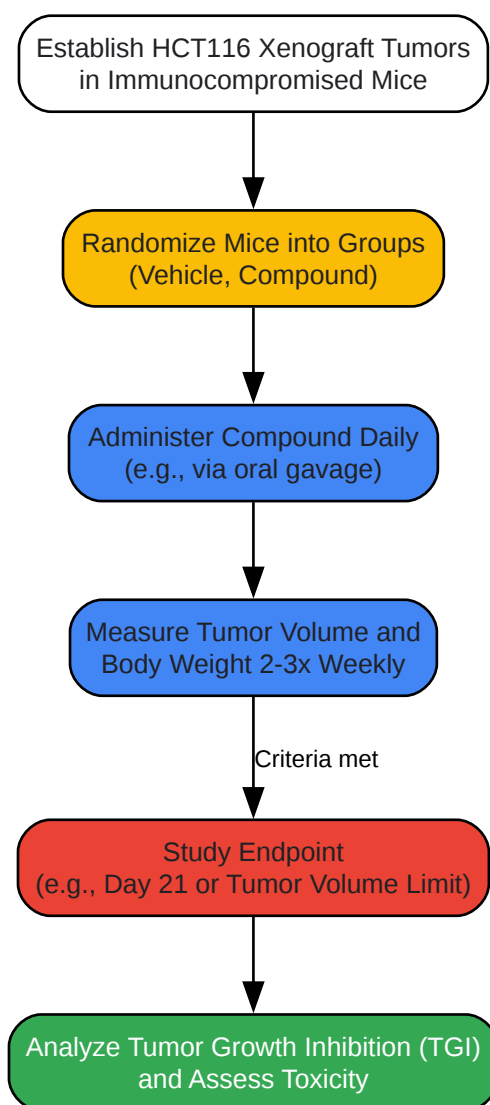 Establish HCT116 Xenograft Tumors
in Immunocompromised Mice
Randomize Mice into Groups
(Vehicle, Compound)
Administer Compound Daily
(e.g., via oral gavage)
Measure Tumor Volume and
Body Weight 2-3x Weekly
Criteria met
Study Endpoint
(e.g., Day 21 or Tumor Volume Limit)
Analyze Tumor Growth Inhibition (TGI)
and Assess Toxicity